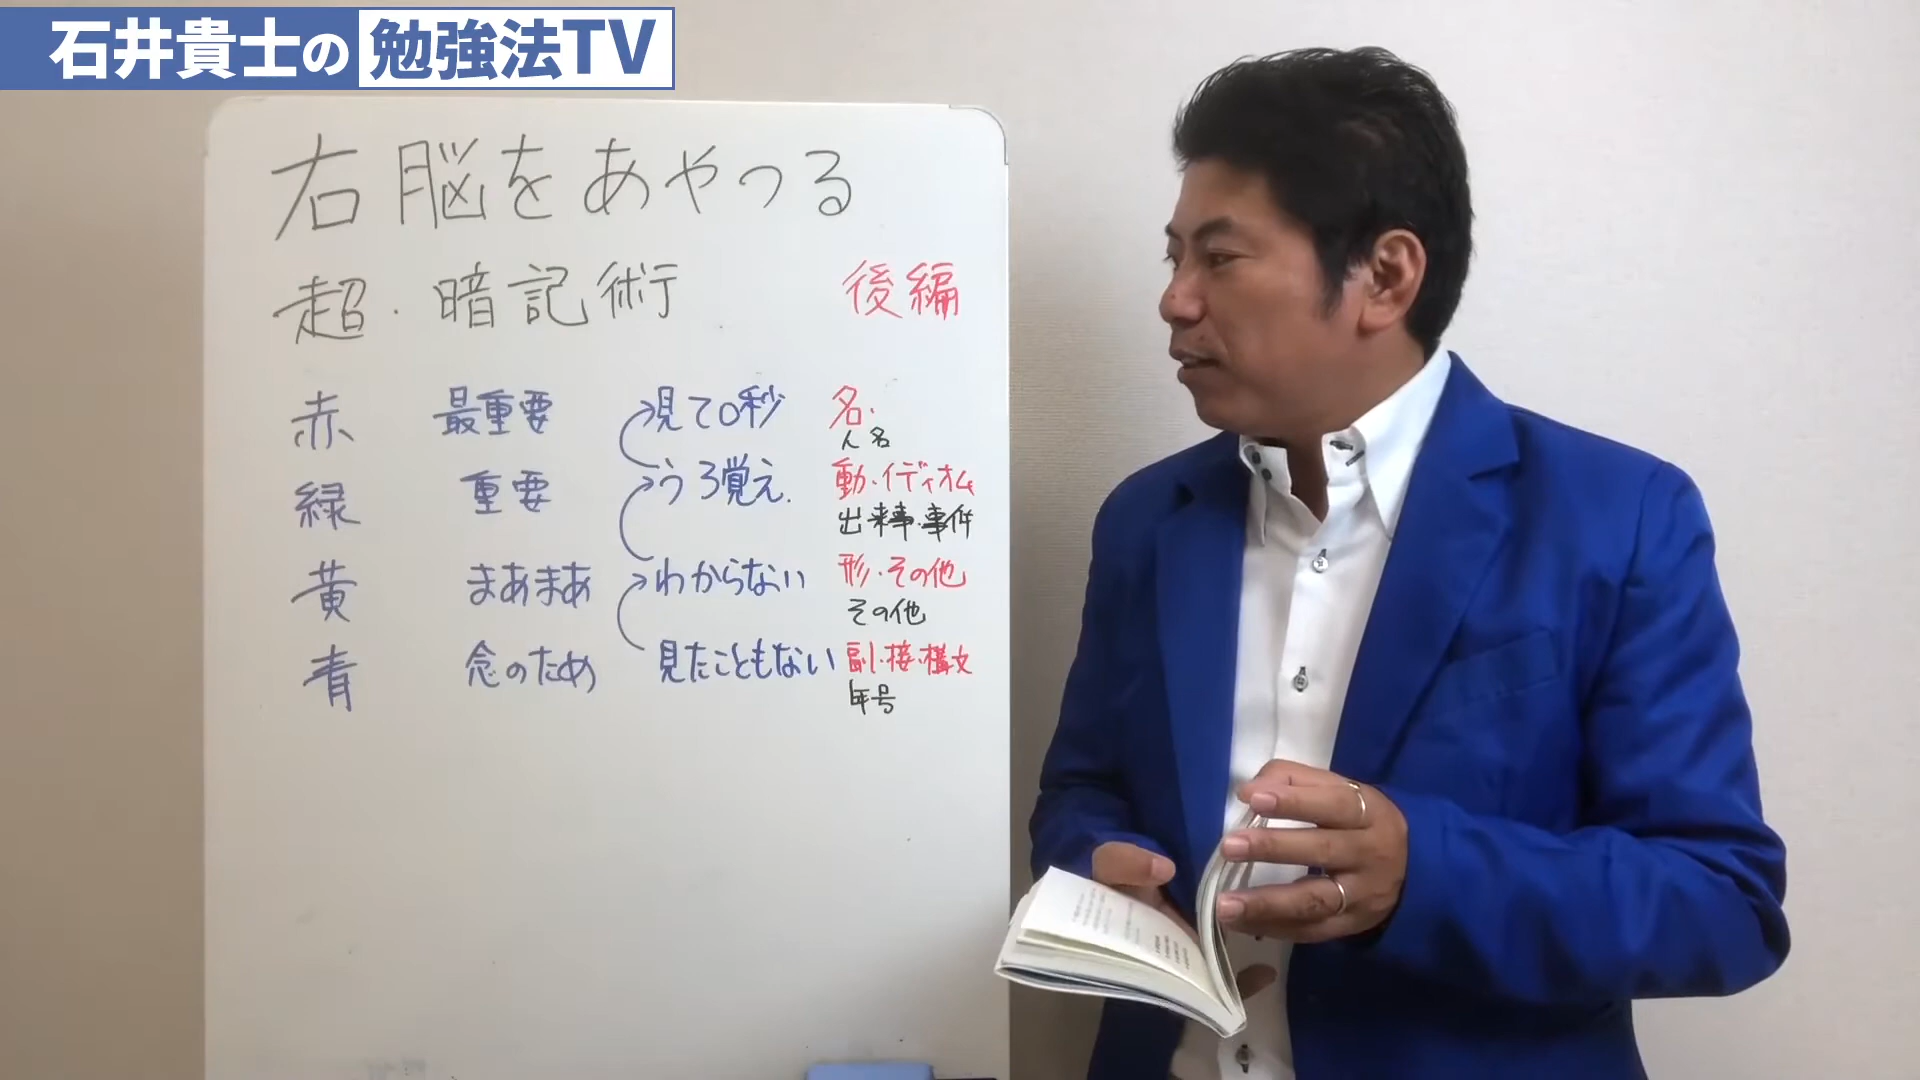 石井貴士の勉強法TV
右脳をあやつる
超・暗記術 後編
赤 最重要 見て0秒 名・
人名
緑 重要 うろ覚え. 動・イディオム
出来事・事件
黄 まあまあ わからない 形・その他
その他
青 念のため 見たこともない 副・接・構文
年号